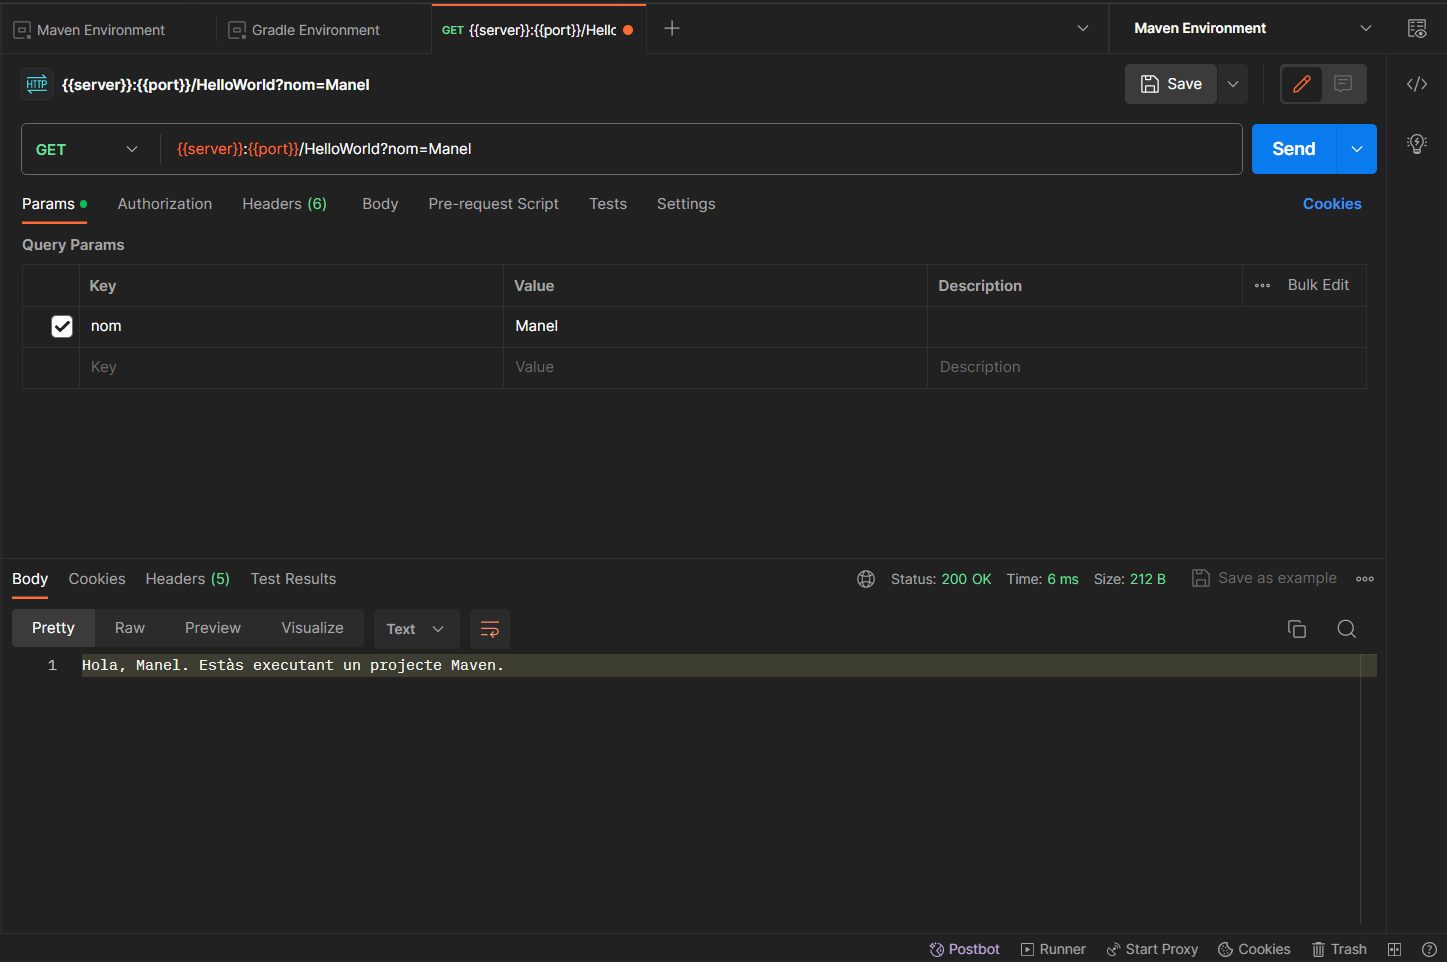 Maven Environment Gradle Environment GET {{server}}:{{port}}/Hello Maven Environment
HTTP {{server}}:{{port}}/HelloWorld?nom=Manel Save
GET {{server}}:{{port}}/HelloWorld?nom=Manel Send
Params Authorization Headers (6) Body Pre-request Script Tests Settings Cookies
Query Params
Key Value Description Bulk Edit
nom Manel
Key Value Description
Body Cookies Headers (5) Test Results Status: 200 OK Time: 6 ms Size: 212 B Save as example
Pretty Raw Preview Visualize Text
1 Hola, Manel. Estàs executant un projecte Maven.
Postbot Runner Start Proxy Cookies Trash